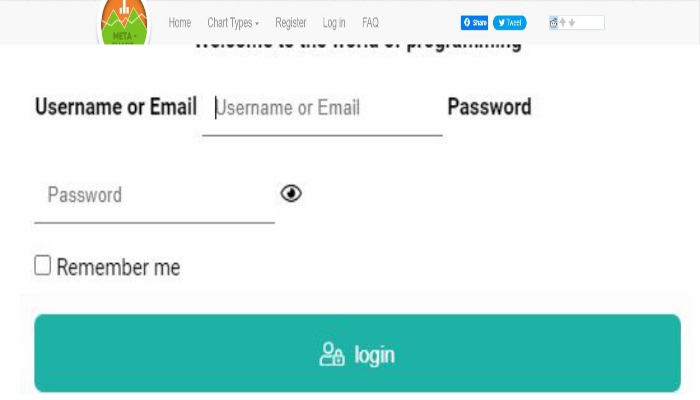 Home Chart Types Register Log in FAQ Share Tweet
META -
Welcome to the world of programming
Username or Email Username or Email Password
Password
Remember me
login